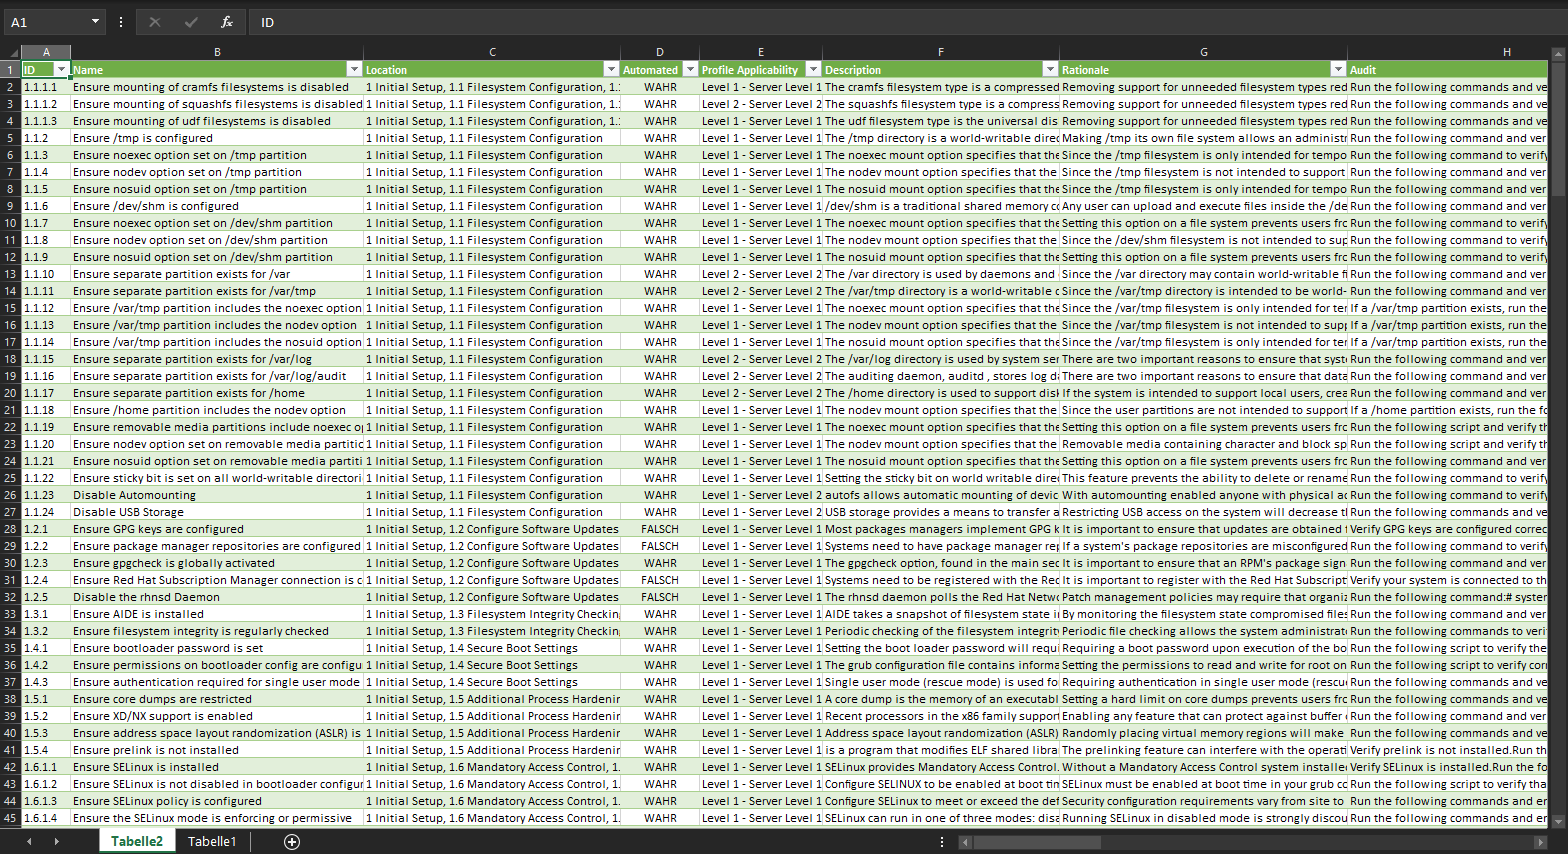 A1 fx ID
A B C D E F G H
1 ID Name Location Automated Profile Applicability Description Rationale Audit
2 1.1.1.1 Ensure mounting of cramfs filesystems is disabled 1 Initial Setup, 1.1 Filesystem Configuration, 1. WAHR Level 1 - Server Level 1 The cramfs filesystem type is a compressed Removing support for unneeded filesystem types red Run the following commands and ve
3 1.1.1.2 Ensure mounting of squashfs filesystems is disabled 1 Initial Setup, 1.1 Filesystem Configuration, 1. WAHR Level 2 - Server Level 2 The squashfs filesystem type is a compress Removing support for unneeded filesystem types red Run the following commands and ve
4 1.1.1.3 Ensure mounting of udf filesystems is disabled 1 Initial Setup, 1.1 Filesystem Configuration, 1. WAHR Level 1 - Server Level 1 The udf filesystem type is the universal dis Removing support for unneeded filesystem types red Run the following commands and ve
5 1.1.2 Ensure /tmp is configured 1 Initial Setup, 1.1 Filesystem Configuration WAHR Level 1 - Server Level 1 The /tmp directory is a world-writable direc Making /tmp its own file system allows an administr Run the following command and ver
6 1.1.3 Ensure noexec option set on /tmp partition 1 Initial Setup, 1.1 Filesystem Configuration WAHR Level 1 - Server Level 1 The noexec mount option specifies that the Since the /tmp filesystem is only intended for tempo Run the following command to verify
7 1.1.4 Ensure nodev option set on /tmp partition 1 Initial Setup, 1.1 Filesystem Configuration WAHR Level 1 - Server Level 1 The nodev mount option specifies that the Since the /tmp filesystem is not intended to support Run the following command and ver
8 1.1.5 Ensure nosuid option set on /tmp partition 1 Initial Setup, 1.1 Filesystem Configuration WAHR Level 1 - Server Level 1 The nosuid mount option specifies that the Since the /tmp filesystem is only intended for tempo Run the following command and ver
9 1.1.6 Ensure /dev/shm is configured 1 Initial Setup, 1.1 Filesystem Configuration WAHR Level 1 - Server Level 1 /dev/shm is a traditional shared memory co Any user can upload and execute files inside the /de Run the following command and ver
10 1.1.7 Ensure noexec option set on /dev/shm partition 1 Initial Setup, 1.1 Filesystem Configuration WAHR Level 1 - Server Level 1 The noexec mount option specifies that the Setting this option on a file system prevents users fro Run the following command to verify
11 1.1.8 Ensure nodev option set on /dev/shm partition 1 Initial Setup, 1.1 Filesystem Configuration WAHR Level 1 - Server Level 1 The nodev mount option specifies that the Since the /dev/shm filesystem is not intended to sup Run the following command to verify
12 1.1.9 Ensure nosuid option set on /dev/shm partition 1 Initial Setup, 1.1 Filesystem Configuration WAHR Level 1 - Server Level 1 The nosuid mount option specifies that the Setting this option on a file system prevents users fro Run the following command to verify
13 1.1.10 Ensure separate partition exists for /var 1 Initial Setup, 1.1 Filesystem Configuration WAHR Level 2 - Server Level 2 The /var directory is used by daemons and Since the /var directory may contain world-writable fi Run the following command and ver
14 1.1.11 Ensure separate partition exists for /var/tmp 1 Initial Setup, 1.1 Filesystem Configuration WAHR Level 2 - Server Level 2 The /var/tmp directory is a world-writable d Since the /var/tmp directory is intended to be world- Run the following command and ver
15 1.1.12 Ensure /var/tmp partition includes the noexec option 1 Initial Setup, 1.1 Filesystem Configuration WAHR Level 1 - Server Level 1 The noexec mount option specifies that the Since the /var/tmp filesystem is only intended for ter If a /var/tmp partition exists, run the
16 1.1.13 Ensure /var/tmp partition includes the nodev option 1 Initial Setup, 1.1 Filesystem Configuration WAHR Level 1 - Server Level 1 The nodev mount option specifies that the Since the /var/tmp filesystem is not intended to supp If a /var/tmp partition exists, run the
17 1.1.14 Ensure /var/tmp partition includes the nosuid option 1 Initial Setup, 1.1 Filesystem Configuration WAHR Level 1 - Server Level 1 The nosuid mount option specifies that the Since the /var/tmp filesystem is only intended for ter If a /var/tmp partition exists, run the
18 1.1.15 Ensure separate partition exists for /var/log 1 Initial Setup, 1.1 Filesystem Configuration WAHR Level 2 - Server Level 2 The /var/log directory is used by system ser There are two important reasons to ensure that syst Run the following command and ver
19 1.1.16 Ensure separate partition exists for /var/log/audit 1 Initial Setup, 1.1 Filesystem Configuration WAHR Level 2 - Server Level 2 The auditing daemon, auditd , stores log d There are two important reasons to ensure that data Run the following command and ver
20 1.1.17 Ensure separate partition exists for /home 1 Initial Setup, 1.1 Filesystem Configuration WAHR Level 2 - Server Level 2 The /home directory is used to support disk If the system is intended to support local users, crea Run the following command and ver
21 1.1.18 Ensure /home partition includes the nodev option 1 Initial Setup, 1.1 Filesystem Configuration WAHR Level 1 - Server Level 1 The nodev mount option specifies that the Since the user partitions are not intended to support If a /home partition exists, run the fo
22 1.1.19 Ensure removable media partitions include noexec o 1 Initial Setup, 1.1 Filesystem Configuration WAHR Level 1 - Server Level 1 The noexec mount option specifies that the Setting this option on a file system prevents users fro Run the following script and verify th
23 1.1.20 Ensure nodev option set on removable media partitic 1 Initial Setup, 1.1 Filesystem Configuration WAHR Level 1 - Server Level 1 The nodev mount option specifies that the Removable media containing character and block sp Run the following script and verify th
24 1.1.21 Ensure nosuid option set on removable media partiti 1 Initial Setup, 1.1 Filesystem Configuration WAHR Level 1 - Server Level 1 The nosuid mount option specifies that the Setting this option on a file system prevents users fro Run the following script and verify th
25 1.1.22 Ensure sticky bit is set on all world-writable directori 1 Initial Setup, 1.1 Filesystem Configuration WAHR Level 1 - Server Level 1 Setting the sticky bit on world writable direc This feature prevents the ability to delete or rename Run the following command to verify
26 1.1.23 Disable Automounting 1 Initial Setup, 1.1 Filesystem Configuration WAHR Level 1 - Server Level 2 autofs allows automatic mounting of devic With automounting enabled anyone with physical a Run the following command to verify
27 1.1.24 Disable USB Storage 1 Initial Setup, 1.1 Filesystem Configuration WAHR Level 1 - Server Level 2 USB storage provides a means to transfer a Restricting USB access on the system will decrease t Run the following commands and ve
28 1.2.1 Ensure GPG keys are configured 1 Initial Setup, 1.2 Configure Software Updates FALSCH Level 1 - Server Level 1 Most packages managers implement GPG k It is important to ensure that updates are obtained f Verify GPG keys are configured correc
29 1.2.2 Ensure package manager repositories are configured 1 Initial Setup, 1.2 Configure Software Updates FALSCH Level 1 - Server Level 1 Systems need to have package manager rep If a system's package repositories are misconfigured Run the following command to verify
30 1.2.3 Ensure gpgcheck is globally activated 1 Initial Setup, 1.2 Configure Software Updates WAHR Level 1 - Server Level 1 The gpgcheck option, found in the main sec It is important to ensure that an RPM's package sign Run the following command and ver
31 1.2.4 Ensure Red Hat Subscription Manager connection is c 1 Initial Setup, 1.2 Configure Software Updates FALSCH Level 1 - Server Level 1 Systems need to be registered with the Red It is important to register with the Red Hat Subscript Verify your system is connected to th
32 1.2.5 Disable the rhnsd Daemon 1 Initial Setup, 1.2 Configure Software Updates FALSCH Level 1 - Server Level 1 The rhnsd daemon polls the Red Hat Netwo Patch management policies may require that organiz Run the following command:# system
33 1.3.1 Ensure AIDE is installed 1 Initial Setup, 1.3 Filesystem Integrity Checkin WAHR Level 1 - Server Level 1 AIDE takes a snapshot of filesystem state i By monitoring the filesystem state compromised files Run the following command and ver
34 1.3.2 Ensure filesystem integrity is regularly checked 1 Initial Setup, 1.3 Filesystem Integrity Checkin WAHR Level 1 - Server Level 1 Periodic checking of the filesystem integrity Periodic file checking allows the system administrat Run the following commands to veri
35 1.4.1 Ensure bootloader password is set 1 Initial Setup, 1.4 Secure Boot Settings WAHR Level 1 - Server Level 1 Setting the boot loader password will requi Requiring a boot password upon execution of the bo Run the following script to verify the
36 1.4.2 Ensure permissions on bootloader config are configu 1 Initial Setup, 1.4 Secure Boot Settings WAHR Level 1 - Server Level 1 The grub configuration file contains informa Setting the permissions to read and write for root on Run the following script to verify corr
37 1.4.3 Ensure authentication required for single user mode 1 Initial Setup, 1.4 Secure Boot Settings WAHR Level 1 - Server Level 1 Single user mode (rescue mode) is used fo Requiring authentication in single user mode (rescu Run the following commands and ve
38 1.5.1 Ensure core dumps are restricted 1 Initial Setup, 1.5 Additional Process Hardenin WAHR Level 1 - Server Level 1 A core dump is the memory of an executabl Setting a hard limit on core dumps prevents users fr Run the following commands and ve
39 1.5.2 Ensure XD/NX support is enabled 1 Initial Setup, 1.5 Additional Process Hardenin WAHR Level 1 - Server Level 1 Recent processors in the x86 family support Enabling any feature that can protect against buffer Run the following command and ver
40 1.5.3 Ensure address space layout randomization (ASLR) is 1 Initial Setup, 1.5 Additional Process Hardenin WAHR Level 1 - Server Level 1 Address space layout randomization (ASLR) Randomly placing virtual memory regions will make Run the following commands and ve
41 1.5.4 Ensure prelink is not installed 1 Initial Setup, 1.5 Additional Process Hardenin WAHR Level 1 - Server Level 1 is a program that modifies ELF shared libra The prelinking feature can interfere with the operati Verify prelink is not installed.Run th
42 1.6.1.1 Ensure SELinux is installed 1 Initial Setup, 1.6 Mandatory Access Control, 1. WAHR Level 1 - Server Level 1 SELinux provides Mandatory Access Control. Without a Mandatory Access Control system installe Verify SELinux is installed.Run the fo
43 1.6.1.2 Ensure SELinux is not disabled in bootloader configur 1 Initial Setup, 1.6 Mandatory Access Control, 1. WAHR Level 1 - Server Level 1 Configure SELINUX to be enabled at boot tim SELinux must be enabled at boot time in your grub co Run the following script to verify tha
44 1.6.1.3 Ensure SELinux policy is configured 1 Initial Setup, 1.6 Mandatory Access Control, 1. WAHR Level 1 - Server Level 1 Configure SELinux to meet or exceed the def Security configuration requirements vary from site to Run the following commands and en
45 1.6.1.4 Ensure the SELinux mode is enforcing or permissive 1 Initial Setup, 1.6 Mandatory Access Control, 1. WAHR Level 1 - Server Level 1 SELinux can run in one of three modes: disa Running SELinux in disabled mode is strongly discou Run the following commands and en
Tabelle2 Tabelle1